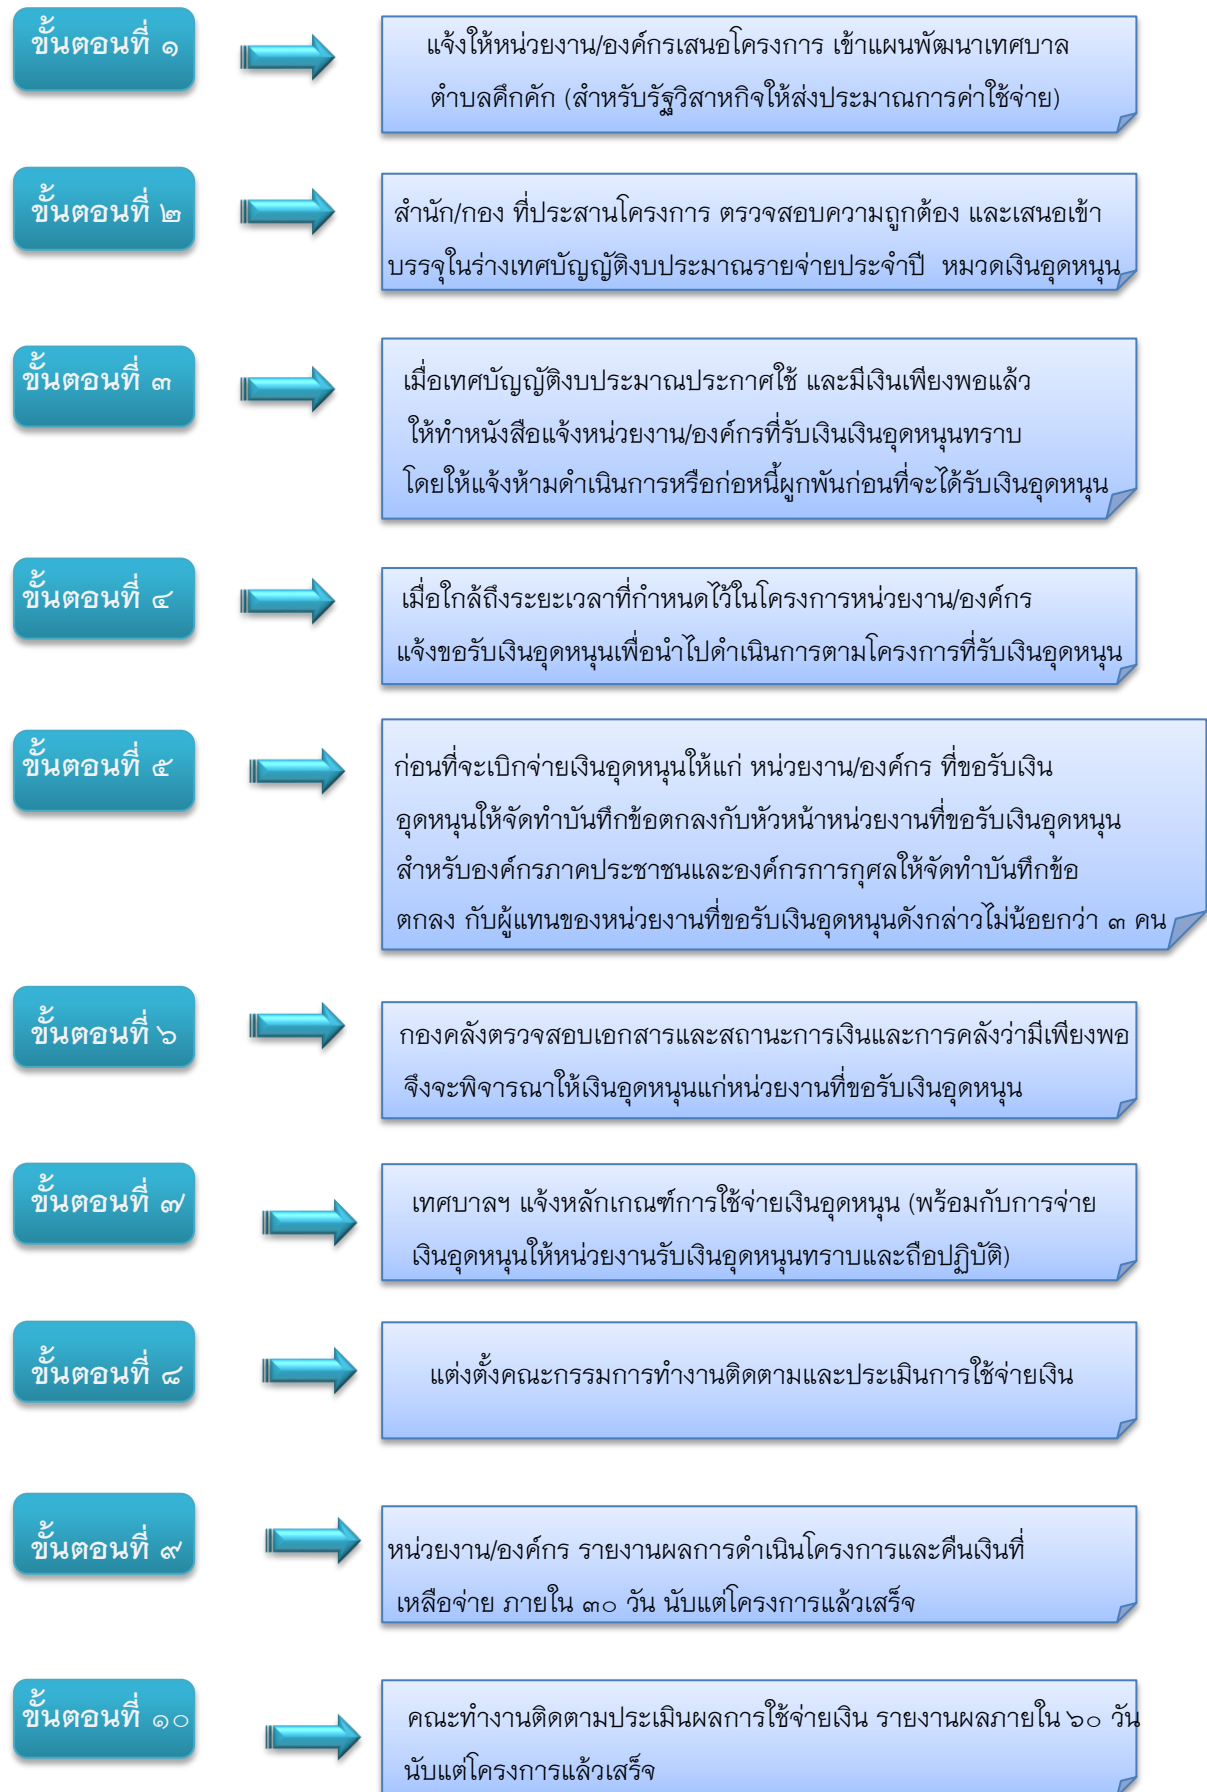 ขั้นตอนที่ ๑
แจ้งให้หน่วยงาน/องค์กรเสนอโครงการ เข้าแผนพัฒนาเทศบาล
ตำบลคึกคัก (สำหรับรัฐวิสาหกิจให้ส่งประมาณการค่าใช้จ่าย)
ขั้นตอนที่ ๒
สำนัก/กอง ที่ประสานโครงการ ตรวจสอบความถูกต้อง และเสนอเข้า
บรรจุในร่างเทศบัญญัติงบประมาณรายจ่ายประจำปี หมวดเงินอุดหนุน
ขั้นตอนที่ ๓
เมื่อเทศบัญญัติงบประมาณประกาศใช้ และมีเงินเพียงพอแล้ว
ให้ทำหนังสือแจ้งหน่วยงาน/องค์กรที่รับเงินเงินอุดหนุนทราบ
โดยให้แจ้งห้ามดำเนินการหรือก่อหนี้ผูกพันก่อนที่จะได้รับเงินอุดหนุน
ขั้นตอนที่ ๔
เมื่อใกล้ถึงระยะเวลาที่กำหนดไว้ในโครงการหน่วยงาน/องค์กร
แจ้งขอรับเงินอุดหนุนเพื่อนำไปดำเนินการตามโครงการที่รับเงินอุดหนุน
ขั้นตอนที่ ๕
ก่อนที่จะเบิกจ่ายเงินอุดหนุนให้แก่ หน่วยงาน/องค์กร ที่ขอรับเงิน
อุดหนุนให้จัดทำบันทึกข้อตกลงกับหัวหน้าหน่วยงานที่ขอรับเงินอุดหนุน
สำหรับองค์กรภาคประชาชนและองค์กรการกุศลให้จัดทำบันทึกข้อ
ตกลง กับผู้แทนของหน่วยงานที่ขอรับเงินอุดหนุนดังกล่าวไม่น้อยกว่า ๓ คน
ขั้นตอนที่ ๖
กองคลังตรวจสอบเอกสารและสถานะการเงินและการคลังว่ามีเพียงพอ
จึงจะพิจารณาให้เงินอุดหนุนแก่หน่วยงานที่ขอรับเงินอุดหนุน
ขั้นตอนที่ ๗
เทศบาลฯ แจ้งหลักเกณฑ์การใช้จ่ายเงินอุดหนุน (พร้อมกับการจ่าย
เงินอุดหนุนให้หน่วยงานรับเงินอุดหนุนทราบและถือปฏิบัติ)
ขั้นตอนที่ ๘
แต่งตั้งคณะกรรมการทำงานติดตามและประเมินการใช้จ่ายเงิน
ขั้นตอนที่ ๙
หน่วยงาน/องค์กร รายงานผลการดำเนินโครงการและคืนเงินที่
เหลือจ่าย ภายใน ๓๐ วัน นับแต่โครงการแล้วเสร็จ
ขั้นตอนที่ ๑๐
คณะทำงานติดตามประเมินผลการใช้จ่ายเงิน รายงานผลภายใน ๖๐ วัน
นับแต่โครงการแล้วเสร็จ